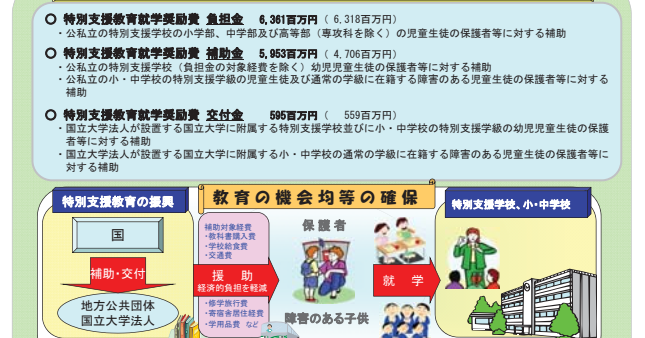 ○ 特別支援教育就学奨励費 負担金　6,361百万円（ 6,318百万円）
・公私立の特別支援学校の小学部、中学部及び高等部（専攻科を除く）の児童生徒の保護者等に対する補助
○ 特別支援教育就学奨励費 補助金　5,953百万円（ 4,706百万円）
・公私立の特別支援学校（負担金の対象経費を除く）幼児児童生徒の保護者等に対する補助
・公私立の小・中学校の特別支援学級の児童生徒及び通常の学級に在籍する障害のある児童生徒の保護者等に対する
補助
○ 特別支援教育就学奨励費 交付金　595百万円（　559百万円）
・国立大学法人が設置する国立大学に附属する特別支援学校並びに小・中学校の特別支援学級の幼児児童生徒の保護
者等に対する補助
・国立大学法人が設置する国立大学に附属する小・中学校の通常の学級に在籍する障害のある児童生徒の保護者等に
対する補助
教育の機会均等の確保
特別支援教育の振興
国
補助・交付
地方公共団体
国立大学法人
補助対象経費
・教科書購入費
・学校給食費
・交通費
援 助
経済的負担を軽減
・修学旅行費
・寄宿舎居住経費
・学用品費 など
保護者
障害のある子供
就 学
特別支援学校、小・中学校